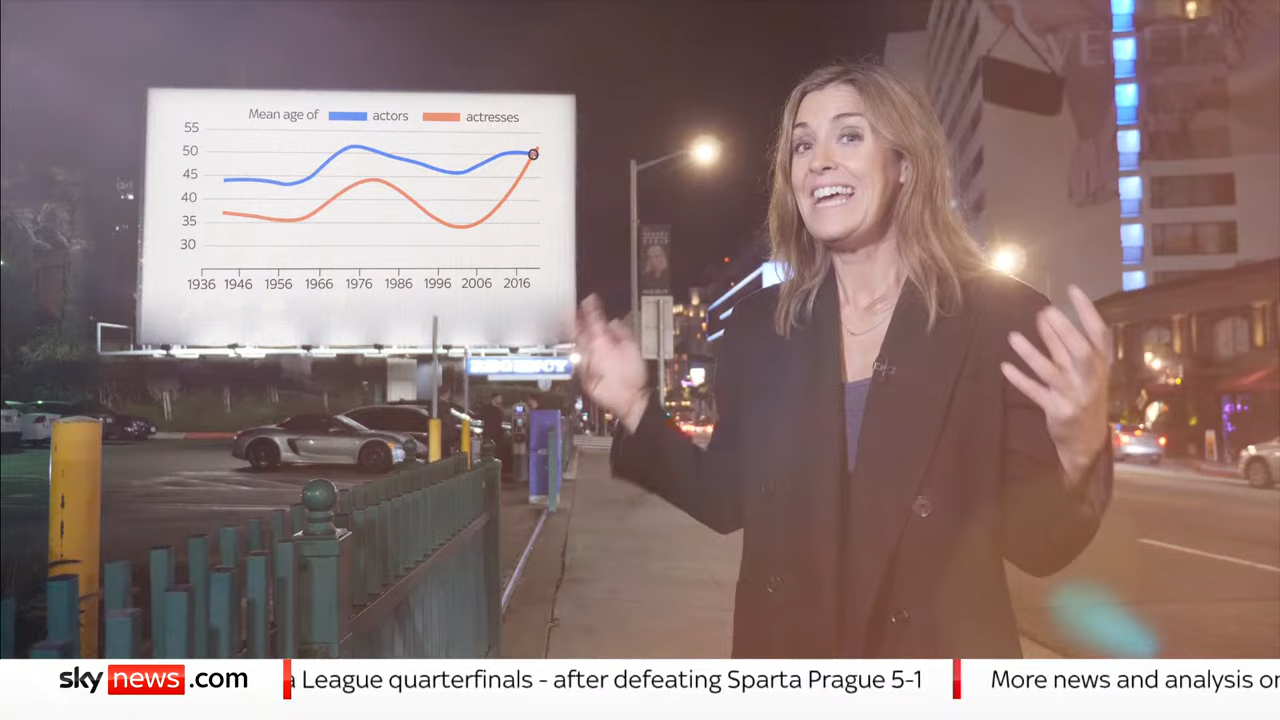 Mean age of actors actresses
55
50
45
40
35
30
1936 1946 1956 1966 1976 1986 1996 2006 2016
sky news.com
a League quarterfinals - after defeating Sparta Prague 5-1
More news and analysis on